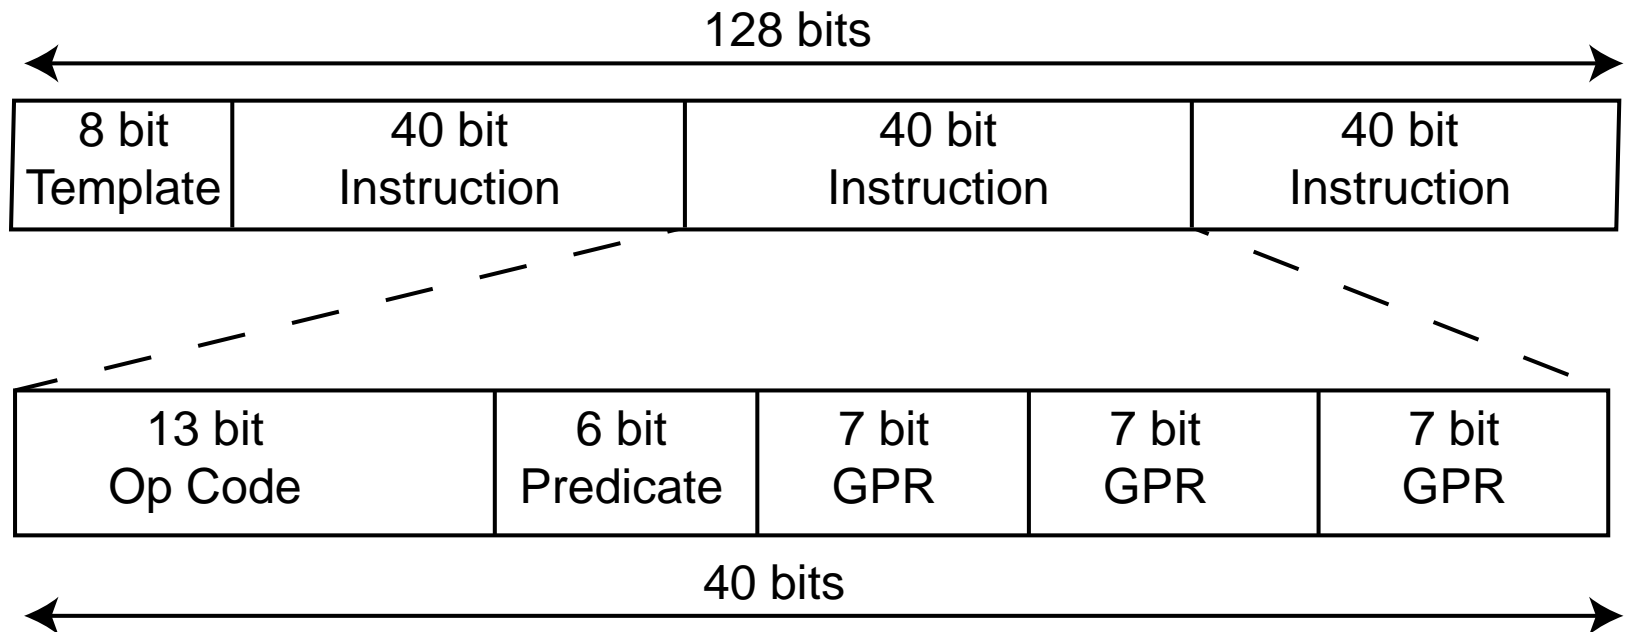 128 bits
8 bit 40 bit 40 bit 40 bit
Template Instruction Instruction Instruction
13 bit 6 bit 7 bit 7 bit 7 bit
Op Code Predicate GPR GPR GPR
40 bits